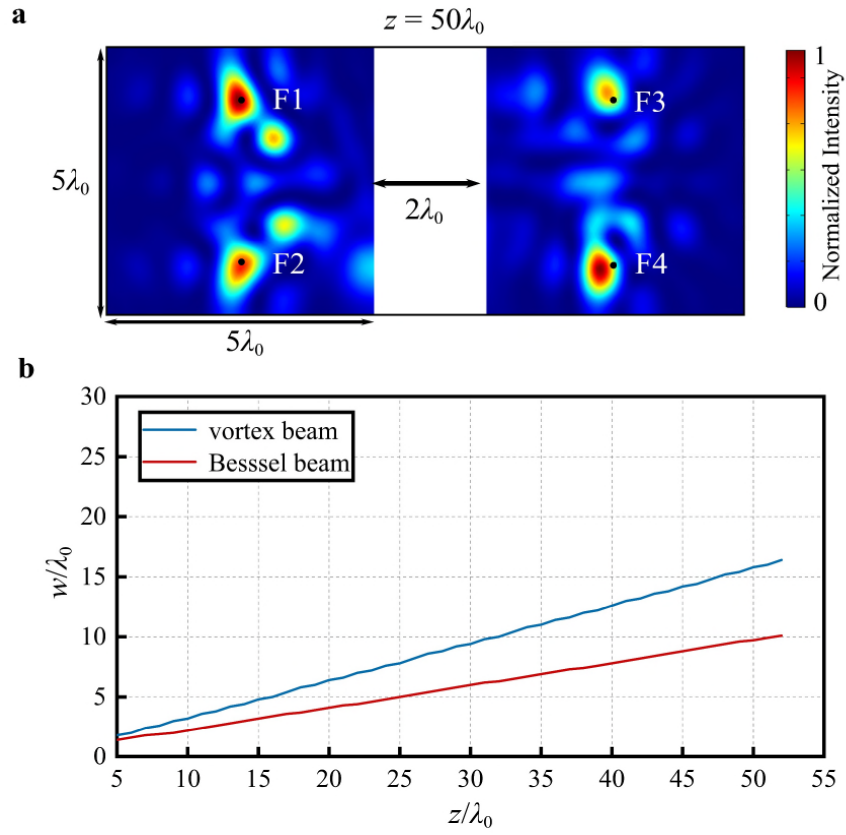 a
z = 50λ₀
F1
F3
5λ₀
2λ₀
F2
F4
5λ₀
1
Normalized Intensity
0
b
30
25
20
15
10
5
0
w/λ₀
vortex beam
Besssel beam
5 10 15 20 25 30 35 40 45 50 55
z/λ₀